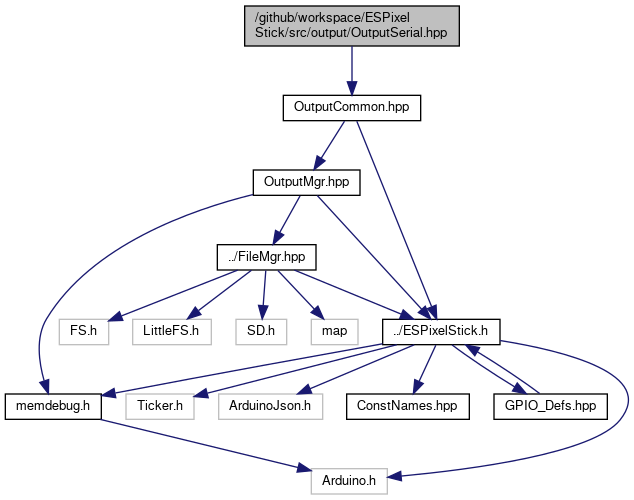 /github/workspace/ESPixel
Stick/src/output/OutputSerial.hpp
OutputCommon.hpp
OutputMgr.hpp
../FileMgr.hpp
FS.h
LittleFS.h
SD.h
map
../ESPixelStick.h
memdebug.h
Ticker.h
ArduinoJson.h
ConstNames.hpp
GPIO_Defs.hpp
Arduino.h